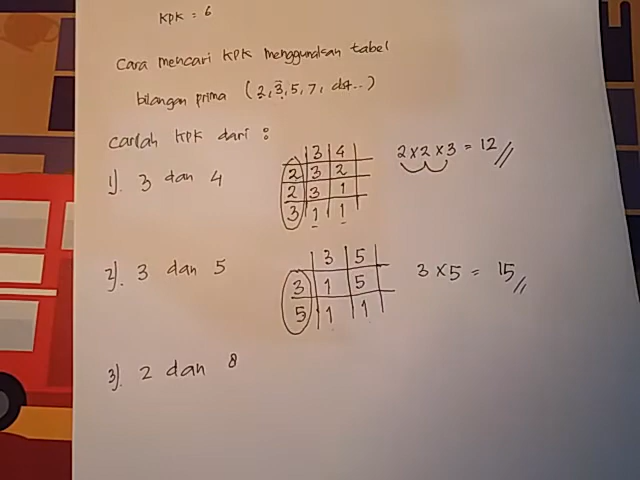 KPK = 6
Cara mencari KPK menggunakan tabel
bilangan prima (2, 3, 5, 7, dst...)
Carilah KPK dari :
1). 3 dan 4
3 4
2 3 2
2 3 1
3 1 1
2 x 2 x 3 = 12
2). 3 dan 5
3 5
3 1 5
5 1 1
3 x 5 = 15
3). 2 dan 8